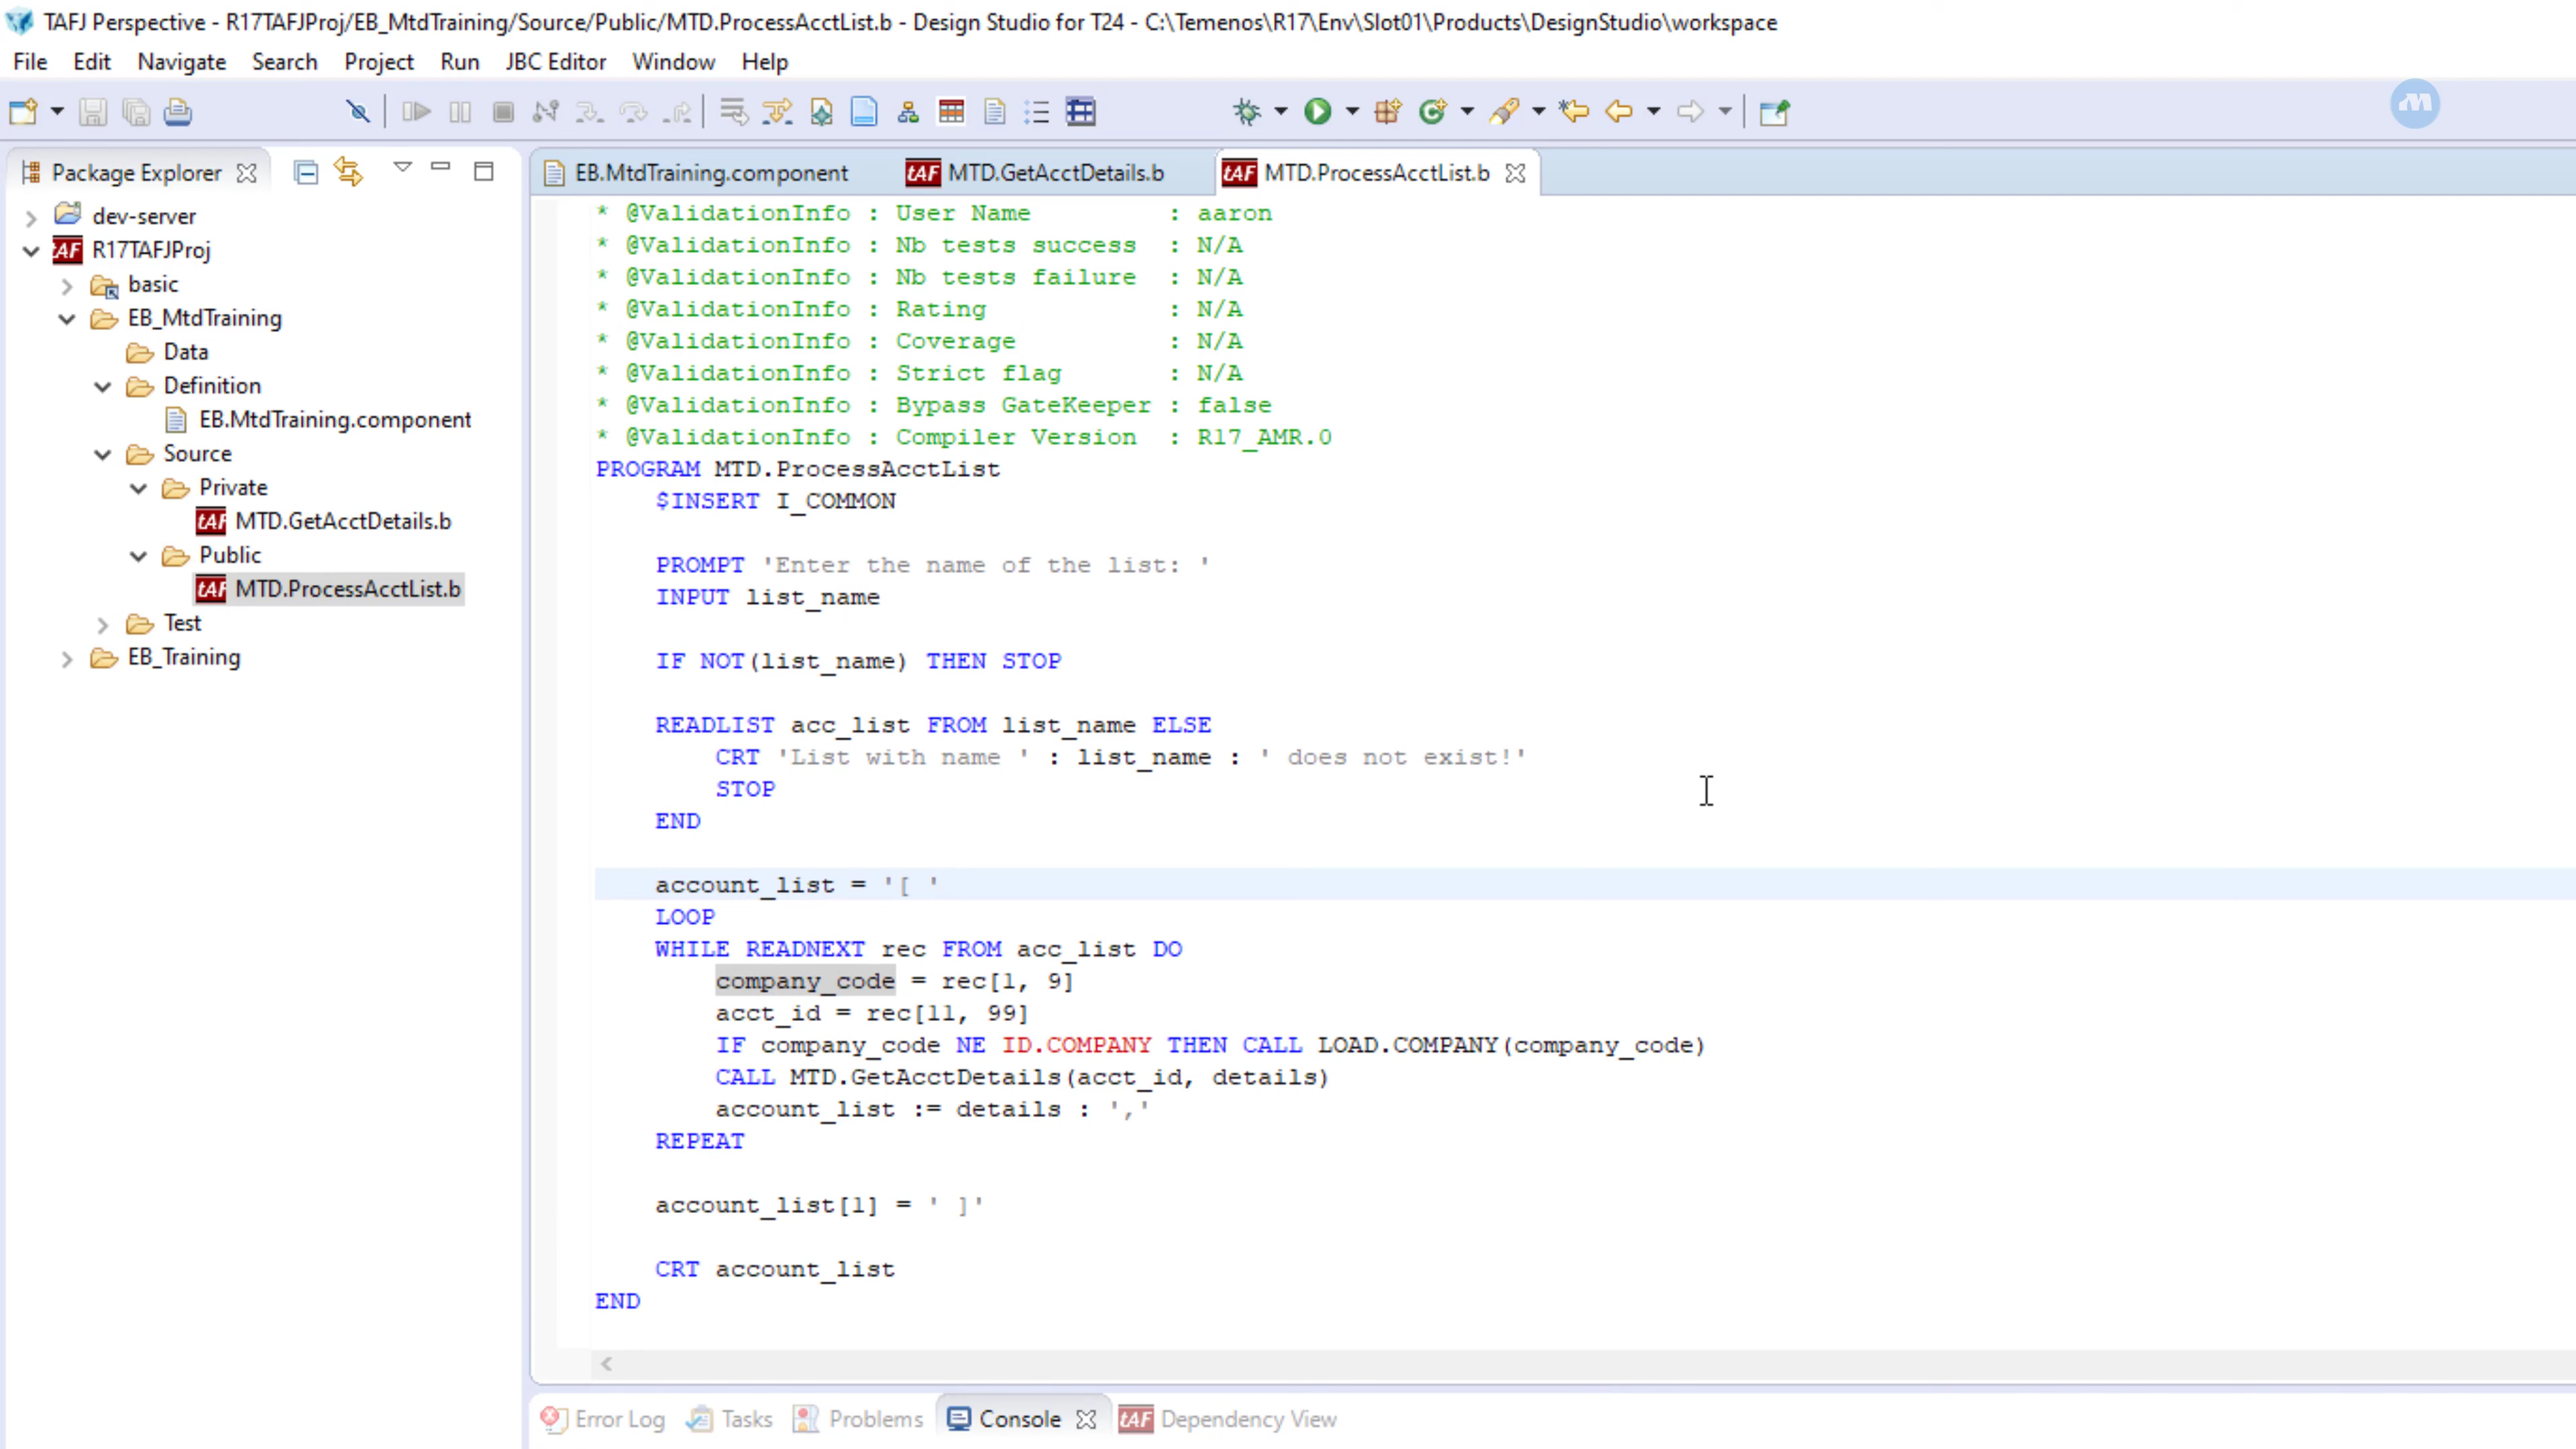 TAFJ Perspective - R17TAFJProj/EB_MtdTraining/Source/Public/MTD.ProcessAcctList.b - Design Studio for T24 - C:\Temenos\R17\Env\Slot01\Products\DesignStudio\workspace
File Edit Navigate Search Project Run JBC Editor Window Help
Package Explorer
dev-server
tAF R17TAFJProj
basic
EB_MtdTraining
Data
Definition
EB.MtdTraining.component
Source
Private
tAF MTD.GetAcctDetails.b
Public
tAF MTD.ProcessAcctList.b
Test
EB_Training
EB.MtdTraining.component tAF MTD.GetAcctDetails.b tAF MTD.ProcessAcctList.b
* @ValidationInfo : User Name : aaron
* @ValidationInfo : Nb tests success : N/A
* @ValidationInfo : Nb tests failure : N/A
* @ValidationInfo : Rating : N/A
* @ValidationInfo : Coverage : N/A
* @ValidationInfo : Strict flag : N/A
* @ValidationInfo : Bypass GateKeeper : false
* @ValidationInfo : Compiler Version : R17_AMR.0
PROGRAM MTD.ProcessAcctList
$INSERT I_COMMON
PROMPT 'Enter the name of the list: '
INPUT list_name
IF NOT(list_name) THEN STOP
READLIST acc_list FROM list_name ELSE
CRT 'List with name ' : list_name : ' does not exist!'
STOP
END
account_list = '[ '
LOOP
WHILE READNEXT rec FROM acc_list DO
company_code = rec[1, 9]
acct_id = rec[11, 99]
IF company_code NE ID.COMPANY THEN CALL LOAD.COMPANY(company_code)
CALL MTD.GetAcctDetails(acct_id, details)
account_list := details : ','
REPEAT
account_list[1] = ' ]'
CRT account_list
END
Error Log Tasks Problems Console tAF Dependency View